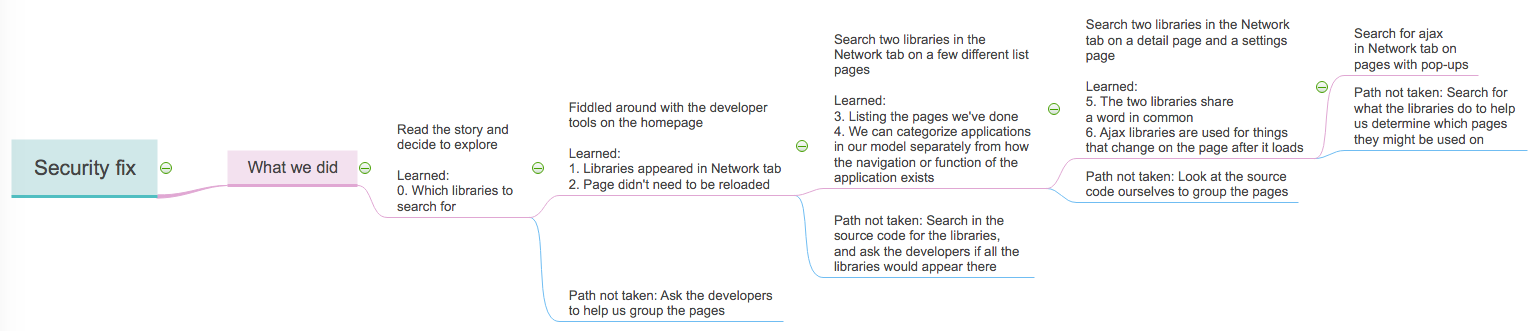 Security fix
What we did
Read the story and
decide to explore
Learned:
0. Which libraries to
search for
Fiddled around with the developer
tools on the homepage
Learned:
1. Libraries appeared in Network tab
2. Page didn't need to be reloaded
Path not taken: Ask the developers
to help us group the pages
Search two libraries in the
Network tab on a few different list
pages
Learned:
3. Listing the pages we've done
4. We can categorize applications
in our model separately from how
the navigation or function of the
application exists
Path not taken: Search in the
source code for the libraries,
and ask the developers if all the
libraries would appear there
Search two libraries in the Network
tab on a detail page and a settings
page
Learned:
5. The two libraries share
a word in common
6. Ajax libraries are used for things
that change on the page after it loads
Path not taken: Look at the source
code ourselves to group the pages
Search for ajax
in Network tab on
pages with pop-ups
Path not taken: Search for
what the libraries do to help
us determine which pages
they might be used on